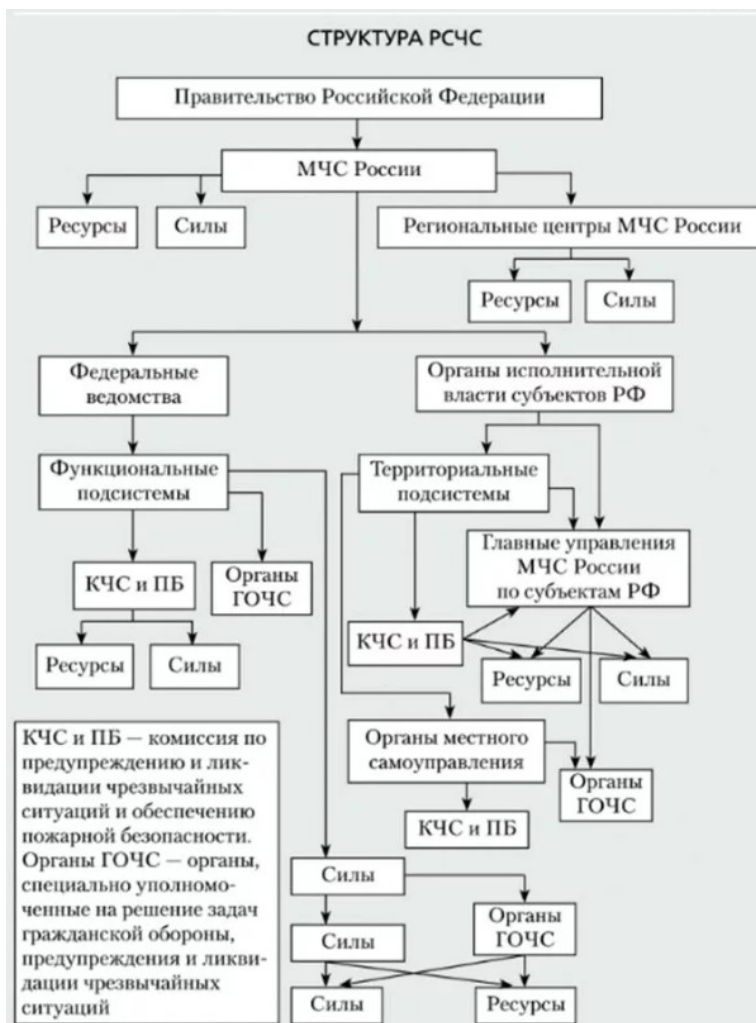 СТРУКТУРА РСЧС
Правительство Российской Федерации
МЧС России
Ресурсы
Силы
Региональные центры МЧС России
Ресурсы
Силы
Федеральные
ведомства
Органы исполнительной
власти субъектов РФ
Функциональные
подсистемы
Территориальные
подсистемы
Главные управления
МЧС России
по субъектам РФ
КЧС и ПБ
Органы
ГОЧС
КЧС и ПБ
Ресурсы
Силы
Ресурсы
Силы
Органы местного
самоуправления
Органы
ГОЧС
КЧС и ПБ
КЧС и ПБ — комиссия по
предупреждению и лик-
видации чрезвычайных
ситуаций и обеспечению
пожарной безопасности.
Органы ГОЧС — органы,
специально уполномо-
ченные на решение задач
гражданской обороны,
предупреждения и ликви-
дации чрезвычайных
ситуаций
Силы
Органы
ГОЧС
Силы
Силы
Ресурсы